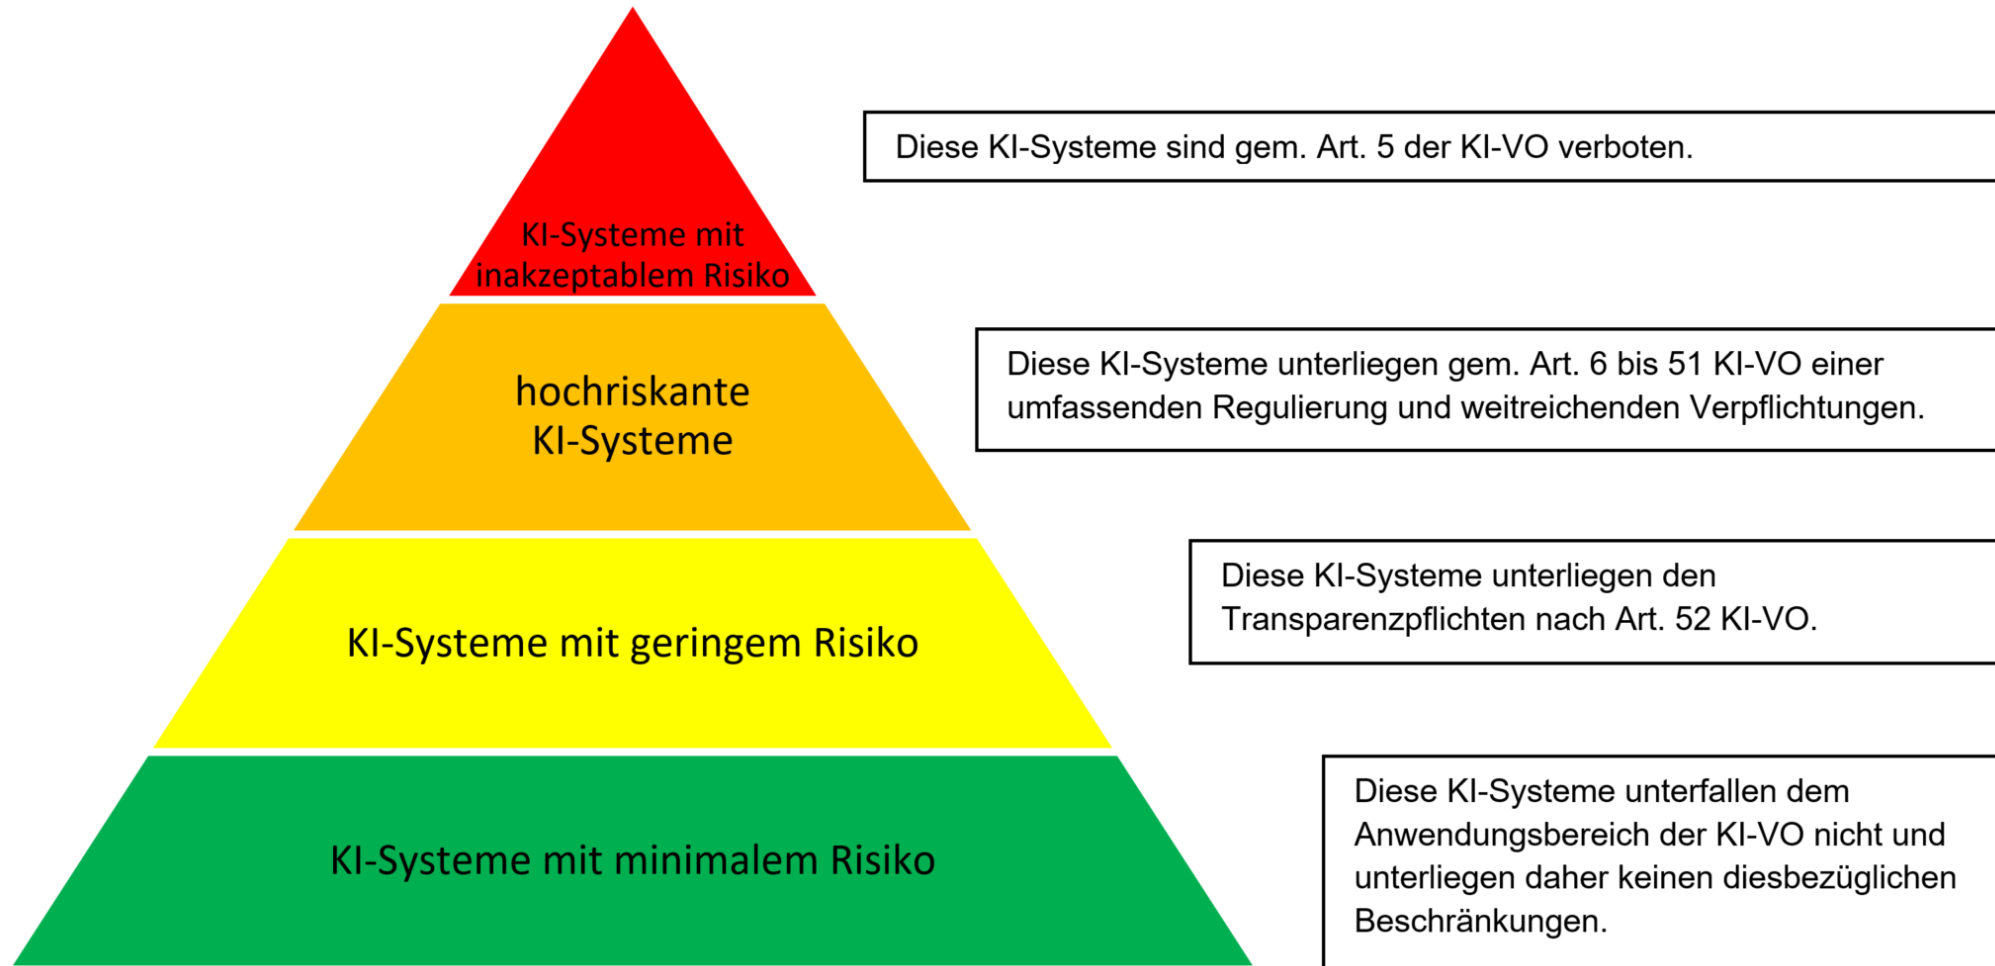 Diese KI-Systeme sind gem. Art. 5 der KI-VO verboten.
KI-Systeme mit
inakzeptablem Risiko
Diese KI-Systeme unterliegen gem. Art. 6 bis 51 KI-VO einer
umfassenden Regulierung und weitreichenden Verpflichtungen.
hochriskante
KI-Systeme
Diese KI-Systeme unterliegen den
Transparenzpflichten nach Art. 52 KI-VO.
KI-Systeme mit geringem Risiko
Diese KI-Systeme unterfallen dem
Anwendungsbereich der KI-VO nicht und
unterliegen daher keinen diesbezüglichen
Beschränkungen.
KI-Systeme mit minimalem Risiko